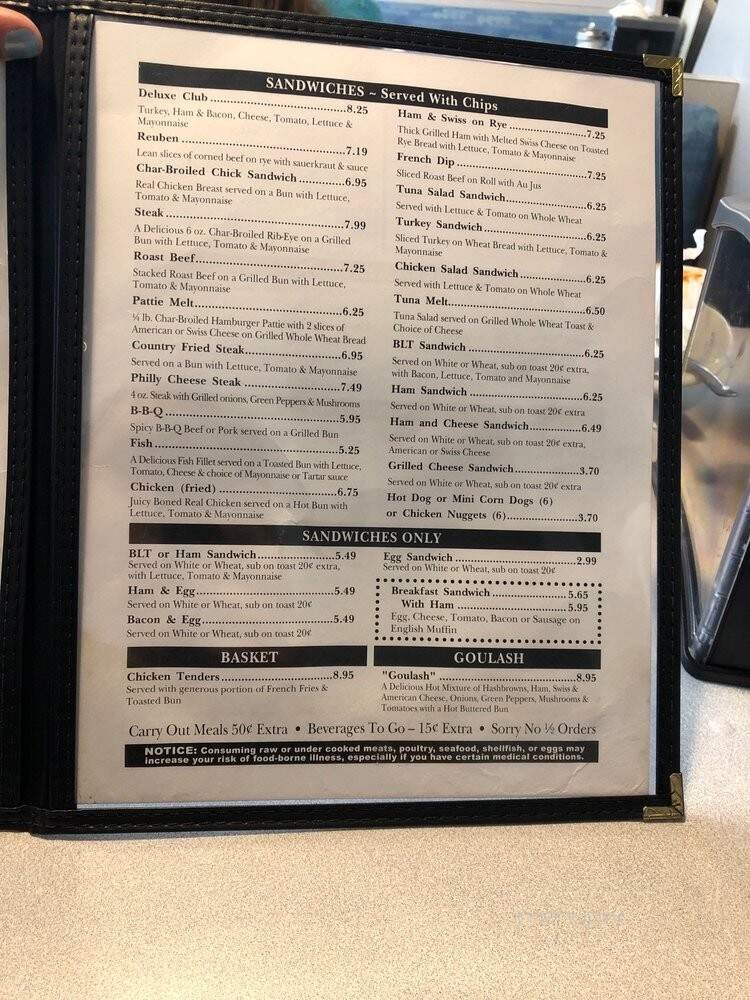 SANDWICHES ~ Served With Chips
Deluxe Club ........8.25
Turkey, Ham & Bacon, Cheese, Tomato, Lettuce &
Mayonnaise
Reuben ........7.19
Lean slices of corned beef on rye with sauerkraut & sauce
Char-Broiled Chick Sandwich ........6.95
Real Chicken Breast served on a Bun with Lettuce,
Tomato & Mayonnaise
Steak ........7.99
A Delicious 6 oz. Char-Broiled Rib-Eye on a Grilled
Bun with Lettuce, Tomato & Mayonnaise
Roast Beef........7.25
Stacked Roast Beef on a Grilled Bun with Lettuce,
Tomato & Mayonnaise
Pattie Melt........6.25
¼ lb. Char-Broiled Hamburger Pattie with 2 slices of
American or Swiss Cheese on Grilled Whole Wheat Bread
Country Fried Steak........6.95
Served on a Bun with Lettuce, Tomato & Mayonnaise
Philly Cheese Steak ........7.49
4 oz. Steak with Grilled onions, Green Peppers & Mushrooms
B-B-Q ........5.95
Spicy B-B-Q Beef or Pork served on a Grilled Bun
Fish........5.25
A Delicious Fish Fillet served on a Toasted Bun with Lettuce,
Tomato, Cheese & choice of Mayonnaise or Tartar sauce
Chicken (fried) ........6.75
Juicy Boned Real Chicken served on a Hot Bun with
Lettuce, Tomato & Mayonnaise
Ham & Swiss on Rye ........7.25
Thick Grilled Ham with Melted Swiss Cheese on Toasted
Rye Bread with Lettuce, Tomato & Mayonnaise
French Dip ........7.25
Sliced Roast Beef on Roll with Au Jus
Tuna Salad Sandwich........6.25
Served with Lettuce & Tomato on Whole Wheat
Turkey Sandwich........6.25
Sliced Turkey on Wheat Bread with Lettuce, Tomato &
Mayonnaise
Chicken Salad Sandwich........6.25
Served with Lettuce & Tomato on Whole Wheat
Tuna Melt........6.50
Tuna Salad served on Grilled Whole Wheat Toast &
Choice of Cheese
BLT Sandwich ........6.25
Served on White or Wheat, sub on toast 20¢ extra,
with Bacon, Lettuce, Tomato and Mayonnaise
Ham Sandwich ........6.25
Served on White or Wheat, sub on toast 20¢ extra
Ham and Cheese Sandwich........6.49
Served on White or Wheat, sub on toast 20¢ extra,
American or Swiss Cheese
Grilled Cheese Sandwich........3.70
Served on White or Wheat, sub on toast 20¢ extra
Hot Dog or Mini Corn Dogs (6)
or Chicken Nuggets (6)........3.70
SANDWICHES ONLY
BLT or Ham Sandwich........5.49
Served on White or Wheat, sub on toast 20¢ extra,
with Lettuce, Tomato & Mayonnaise
Ham & Egg........5.49
Served on White or Wheat, sub on toast 20¢
Bacon & Egg........5.49
Served on White or Wheat, sub on toast 20¢
Egg Sandwich ........2.99
Served on White or Wheat, sub on toast 20¢
Breakfast Sandwich ........5.65
With Ham ........5.95
Egg, Cheese, Tomato, Bacon or Sausage on
English Muffin
BASKET
Chicken Tenders........8.95
Served with generous portion of French Fries &
Toasted Bun
GOULASH
"Goulash" ........8.95
A Delicious Hot Mixture of Hashbrowns, Ham, Swiss &
American Cheese, Onions, Green Peppers, Mushrooms &
Tomatoes with a Hot Buttered Bun
Carry Out Meals 50¢ Extra • Beverages To Go – 15¢ Extra • Sorry No ½ Orders
NOTICE: Consuming raw or under cooked meats, poultry, seafood, shellfish, or eggs may
increase your risk of food-borne illness, especially if you have certain medical conditions.